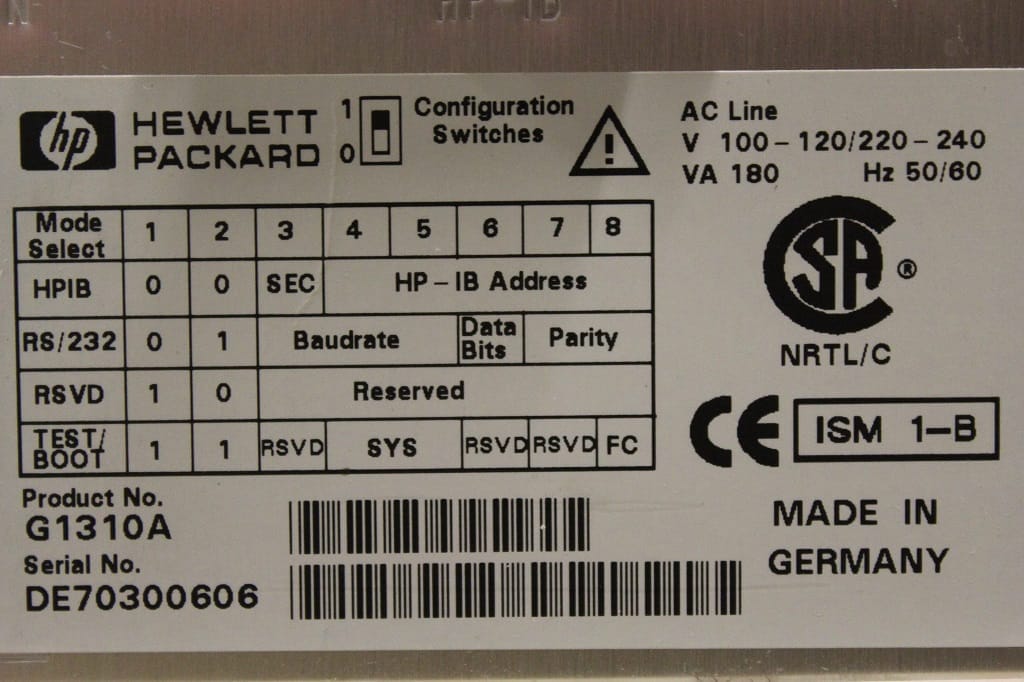 N HP-IB
hp HEWLETT PACKARD
1 0
Configuration
Switches
AC Line
V 100-120/220-240
VA 180 Hz 50/60
Mode Select 1 2 3 4 5 6 7 8
HPIB 0 0 SEC HP-IB Address
RS/232 0 1 Baudrate Data Bits Parity
RSVD 1 0 Reserved
TEST/BOOT 1 1 RSVD SYS RSVD RSVD FC
CSA ®
NRTL/C
CE ISM 1-B
Product No.
G1310A
Serial No.
DE70300606
MADE IN
GERMANY